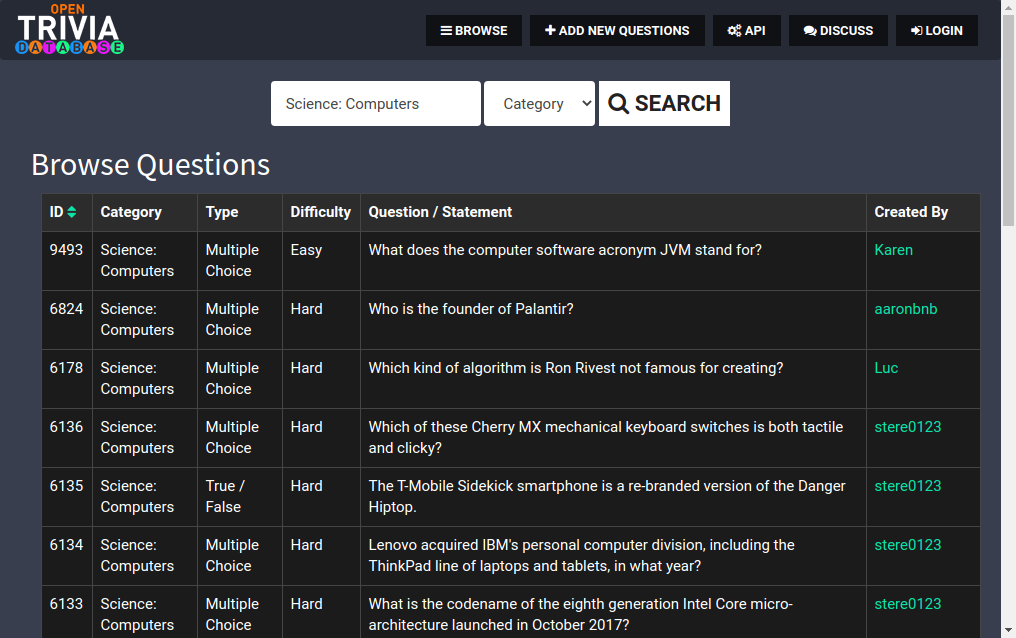 OPEN
TRIVIA
DATABASE
BROWSE
ADD NEW QUESTIONS
API
DISCUSS
LOGIN
Science: Computers
Category
SEARCH
Browse Questions
ID Category Type Difficulty Question / Statement Created By
9493 Science: Multiple Easy What does the computer software acronym JVM stand for? Karen
Computers Choice
6824 Science: Multiple Hard Who is the founder of Palantir? aaronbnb
Computers Choice
6178 Science: Multiple Hard Which kind of algorithm is Ron Rivest not famous for creating? Luc
Computers Choice
6136 Science: Multiple Hard Which of these Cherry MX mechanical keyboard switches is both tactile stere0123
Computers Choice and clicky?
6135 Science: True / Hard The T-Mobile Sidekick smartphone is a re-branded version of the Danger stere0123
Computers False Hiptop.
6134 Science: Multiple Hard Lenovo acquired IBM's personal computer division, including the stere0123
Computers Choice ThinkPad line of laptops and tablets, in what year?
6133 Science: Multiple Hard What is the codename of the eighth generation Intel Core micro- stere0123
Computers Choice architecture launched in October 2017?